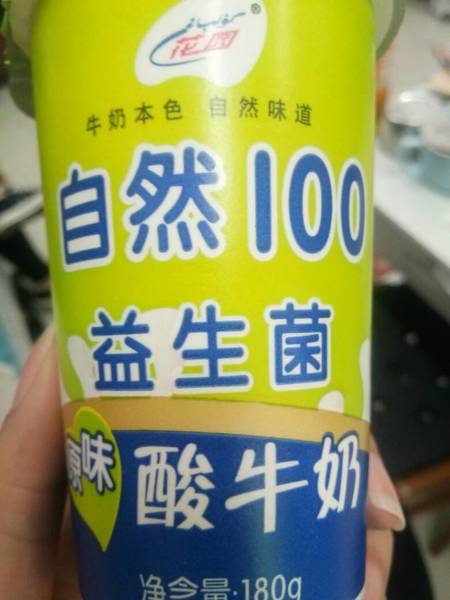 گۈلباغ
花园®
牛奶本色 自然味道
自然100
益生菌
原味
酸牛奶
净含量:180g